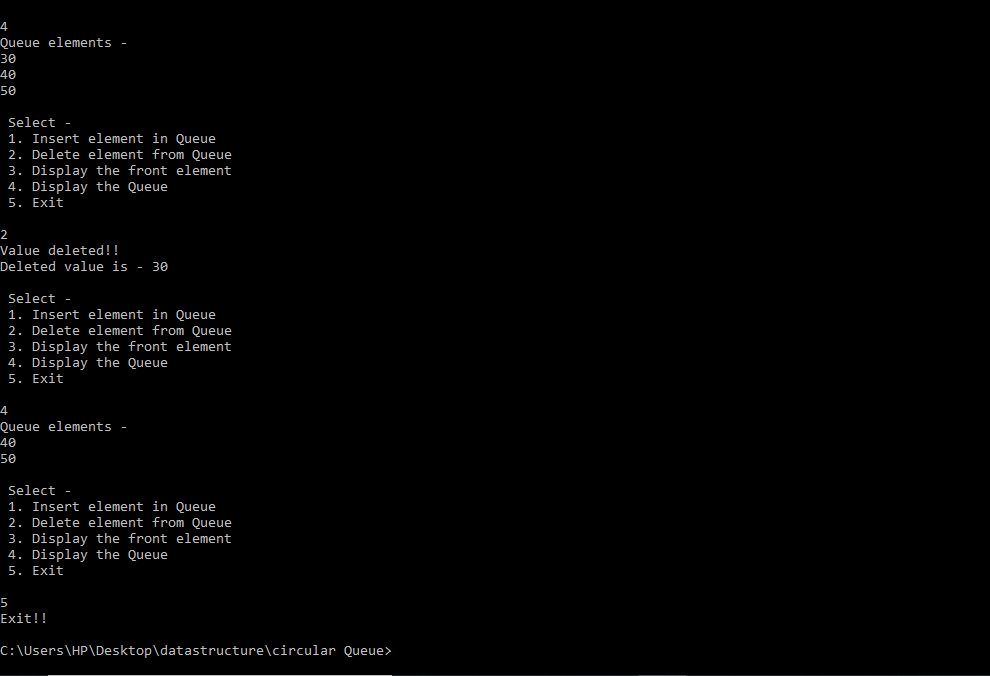 4
Queue elements -
30
40
50
Select -
1. Insert element in Queue
2. Delete element from Queue
3. Display the front element
4. Display the Queue
5. Exit
2
Value deleted!!
Deleted value is - 30
Select -
1. Insert element in Queue
2. Delete element from Queue
3. Display the front element
4. Display the Queue
5. Exit
4
Queue elements -
40
50
Select -
1. Insert element in Queue
2. Delete element from Queue
3. Display the front element
4. Display the Queue
5. Exit
5
Exit!!
C:\Users\HP\Desktop\datastructure\circular Queue>